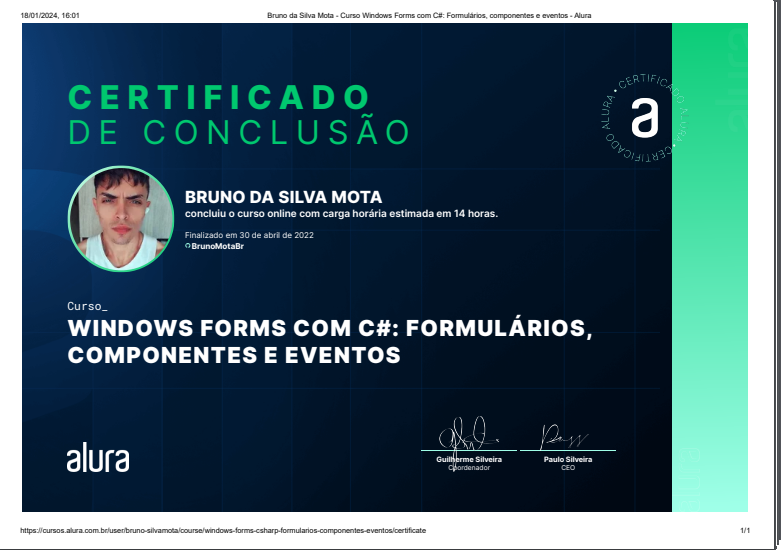 18/01/2024, 16:01
Bruno da Silva Mota - Curso Windows Forms com C#: Formulários, componentes e eventos - Alura
CERTIFICADO
DE CONCLUSÃO
CERTIFICADO ALURA • CERTIFICADO ALURA •
a
BRUNO DA SILVA MOTA
concluiu o curso online com carga horária estimada em 14 horas.
Finalizado em 30 de abril de 2022
BrunoMotaBr
Curso_
WINDOWS FORMS COM C#: FORMULÁRIOS,
COMPONENTES E EVENTOS
alura
Guilherme Silveira
Coordenador
Paulo Silveira
CEO
https://cursos.alura.com.br/user/bruno-silvamota/course/windows-forms-csharp-formularios-componentes-eventos/certificate
1/1